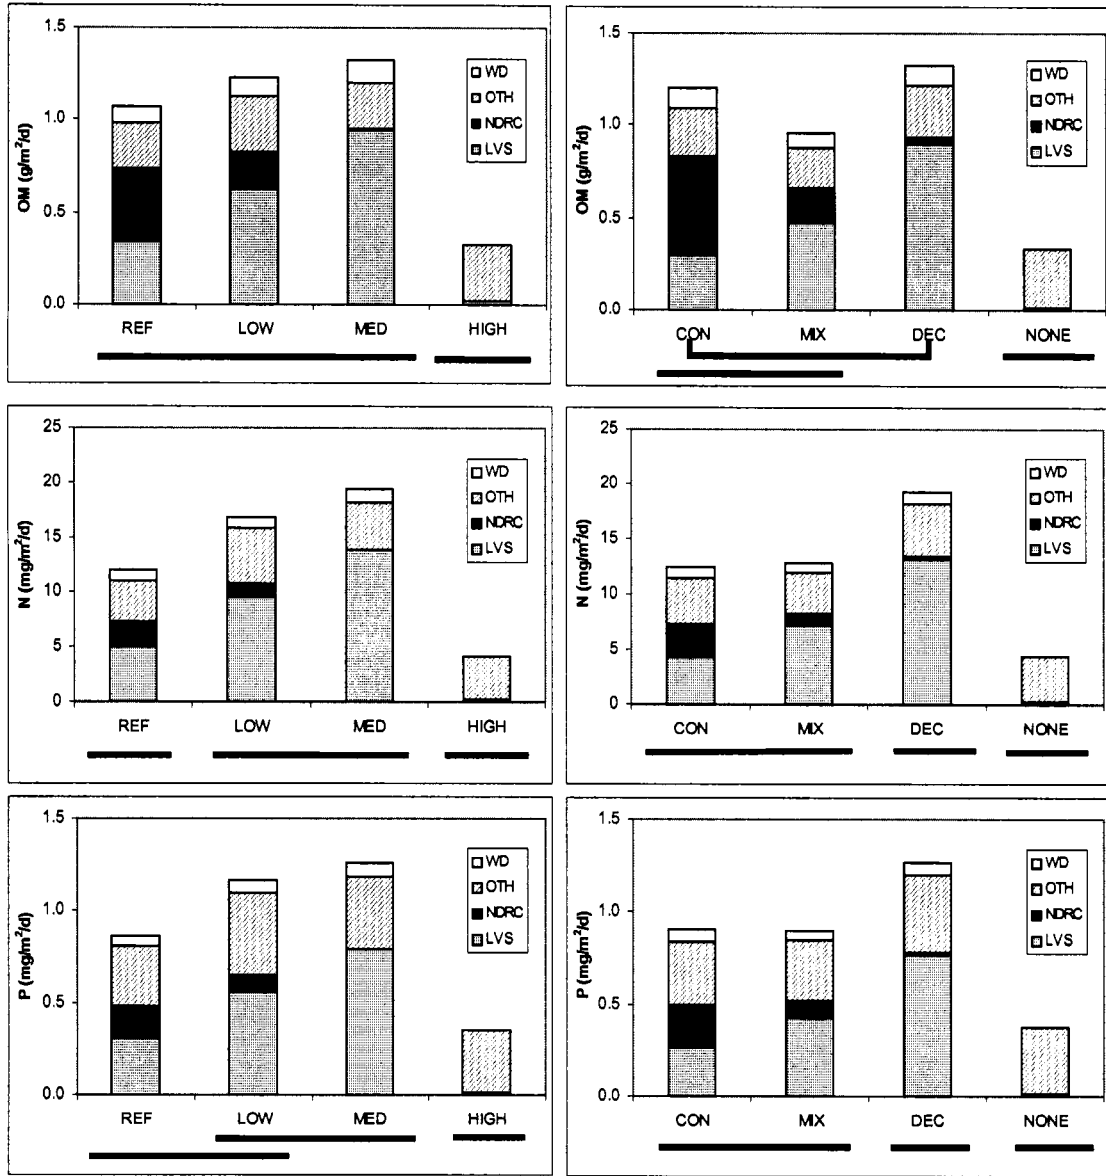 1.5
1.0
0.5
0.0
OM (g/m²/d)
WD
OTH
NDRC
LVS
REF LOW MED HIGH
1.5
1.0
0.5
0.0
OM (g/m²/d)
WD
OTH
NDRC
LVS
CON MIX DEC NONE
25
20
15
10
5
0
N (mg/m²/d)
WD
OTH
NDRC
LVS
REF LOW MED HIGH
25
20
15
10
5
0
N (mg/m²/d)
WD
OTH
NDRC
LVS
CON MIX DEC NONE
1.5
1.0
0.5
0.0
P (mg/m²/d)
WD
OTH
NDRC
LVS
REF LOW MED HIGH
1.5
1.0
0.5
0.0
P (mg/m²/d)
WD
OTH
NDRC
LVS
CON MIX DEC NONE